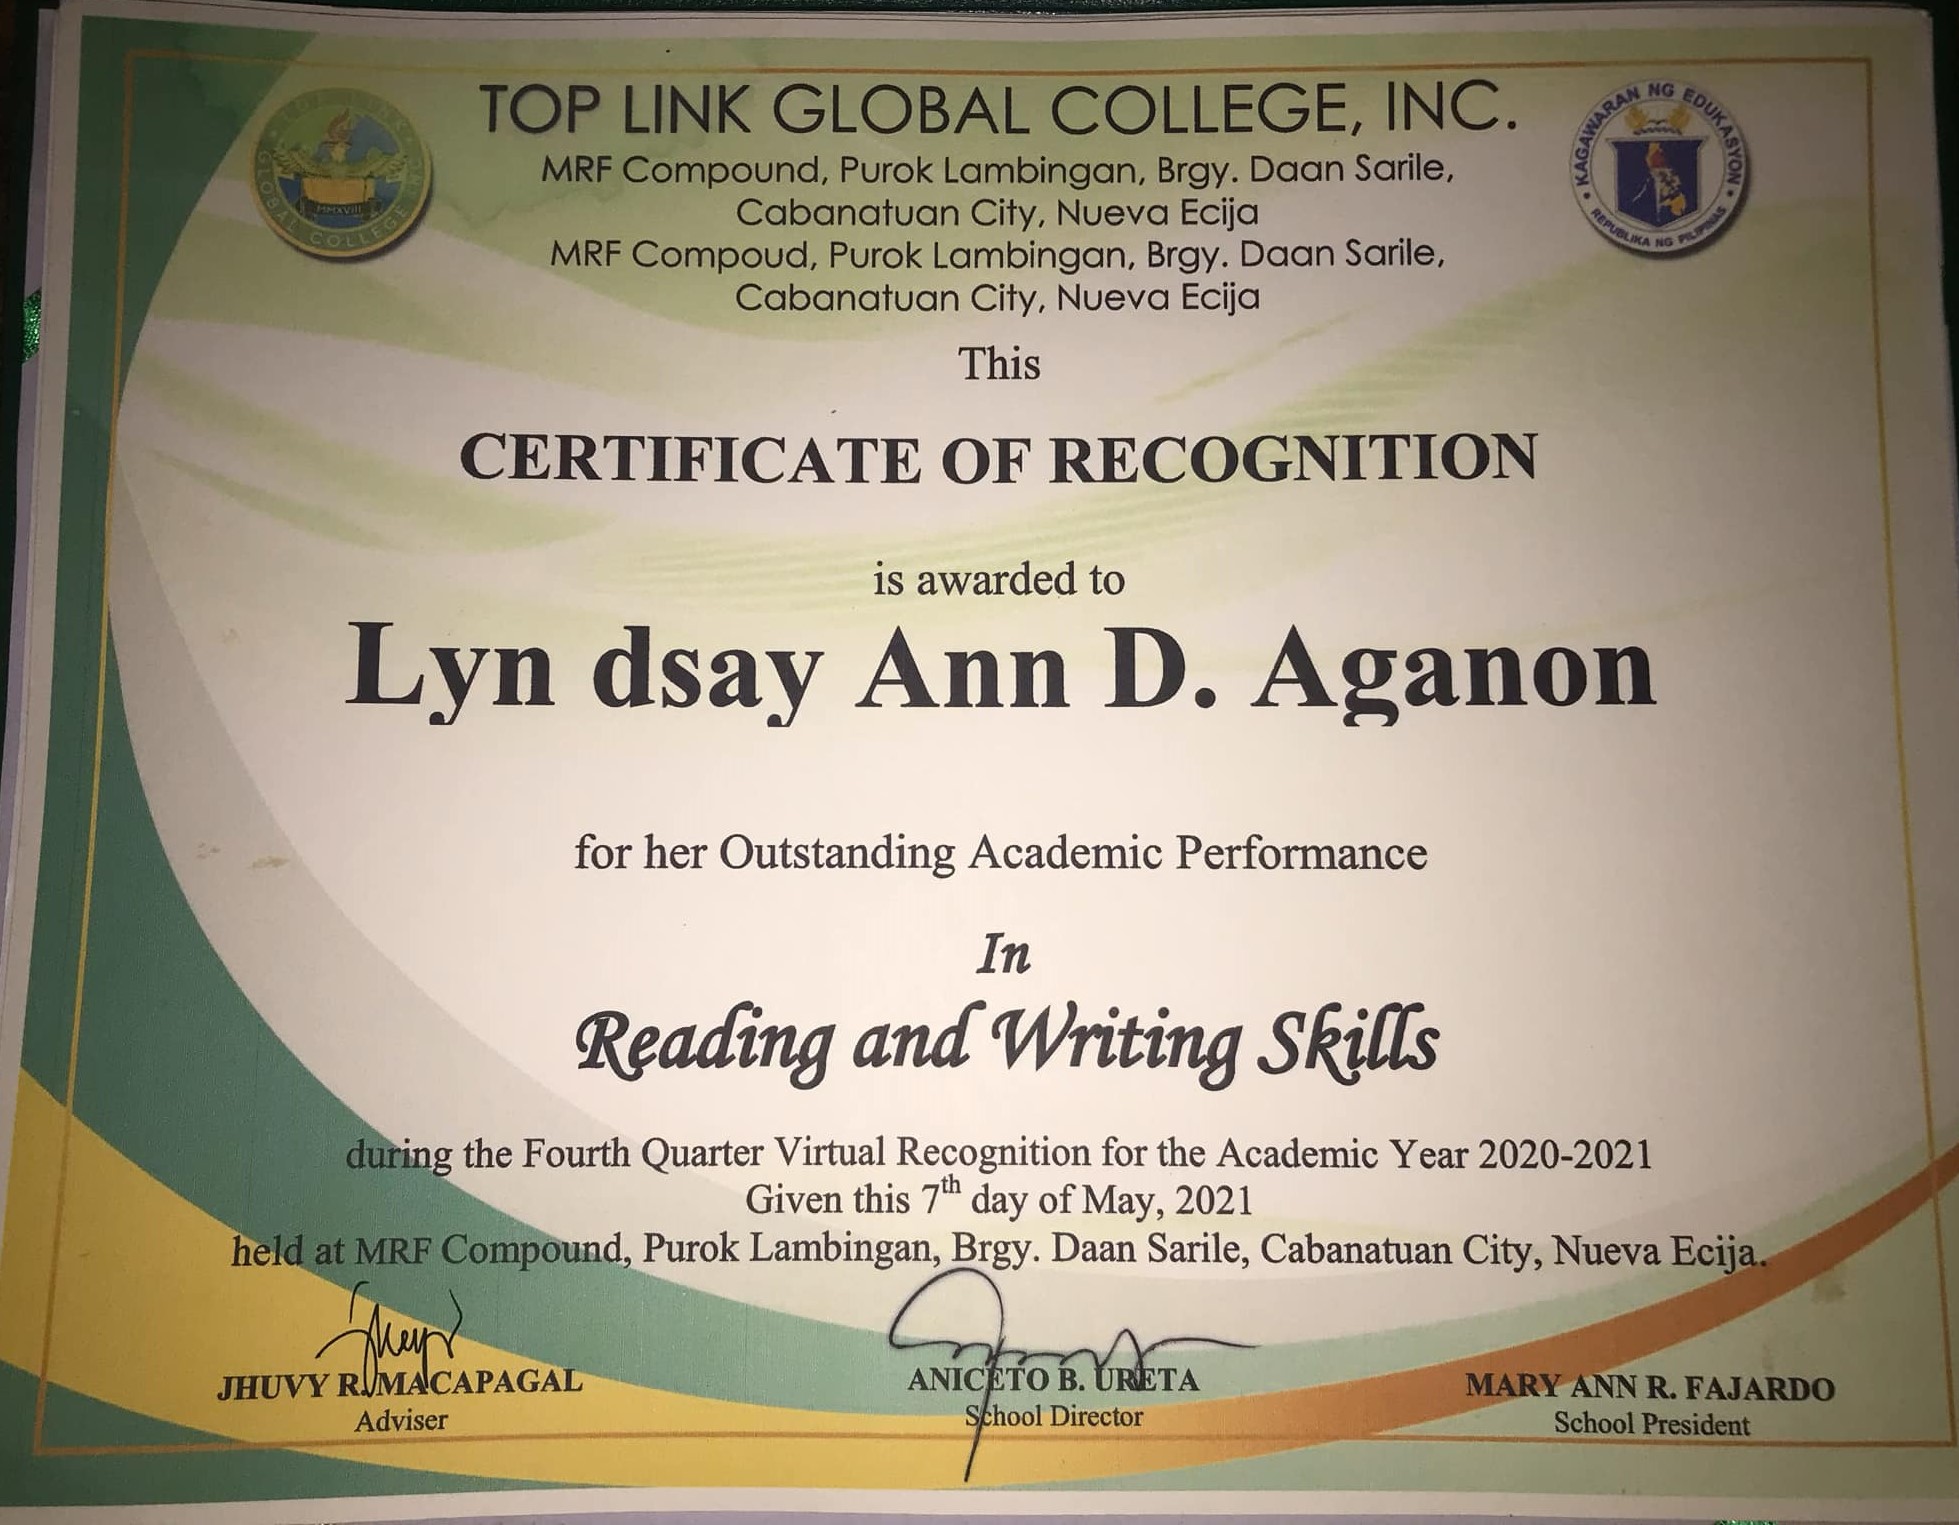 TOP LINK GLOBAL COLLEGE, INC.
MRF Compound, Purok Lambingan, Brgy. Daan Sarile,
Cabanatuan City, Nueva Ecija
MRF Compoud, Purok Lambingan, Brgy. Daan Sarile,
Cabanatuan City, Nueva Ecija
GLOBAL COLLEGE
MMXVIII
KAGAWARAN NG EDUKASYON
REPUBLIKA NG PILIPINAS
This
CERTIFICATE OF RECOGNITION
is awarded to
Lyn dsay Ann D. Aganon
for her Outstanding Academic Performance
In
Reading and Writing Skills
during the Fourth Quarter Virtual Recognition for the Academic Year 2020-2021
Given this 7th day of May, 2021
held at MRF Compound, Purok Lambingan, Brgy. Daan Sarile, Cabanatuan City, Nueva Ecija.
JHUVY R. MACAPAGAL
Adviser
ANICETO B. URETA
School Director
MARY ANN R. FAJARDO
School President